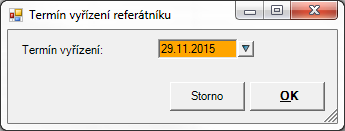 Termín vyřízení referátníku
Termín vyřízení: 29.11.2015
Storno OK